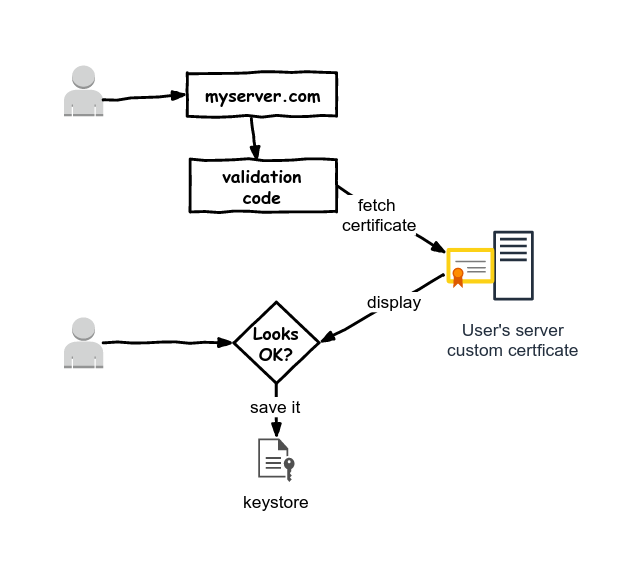 myserver.com
validation
code
fetch
certificate
display
User's server
custom certficate
Looks
OK?
save it
keystore